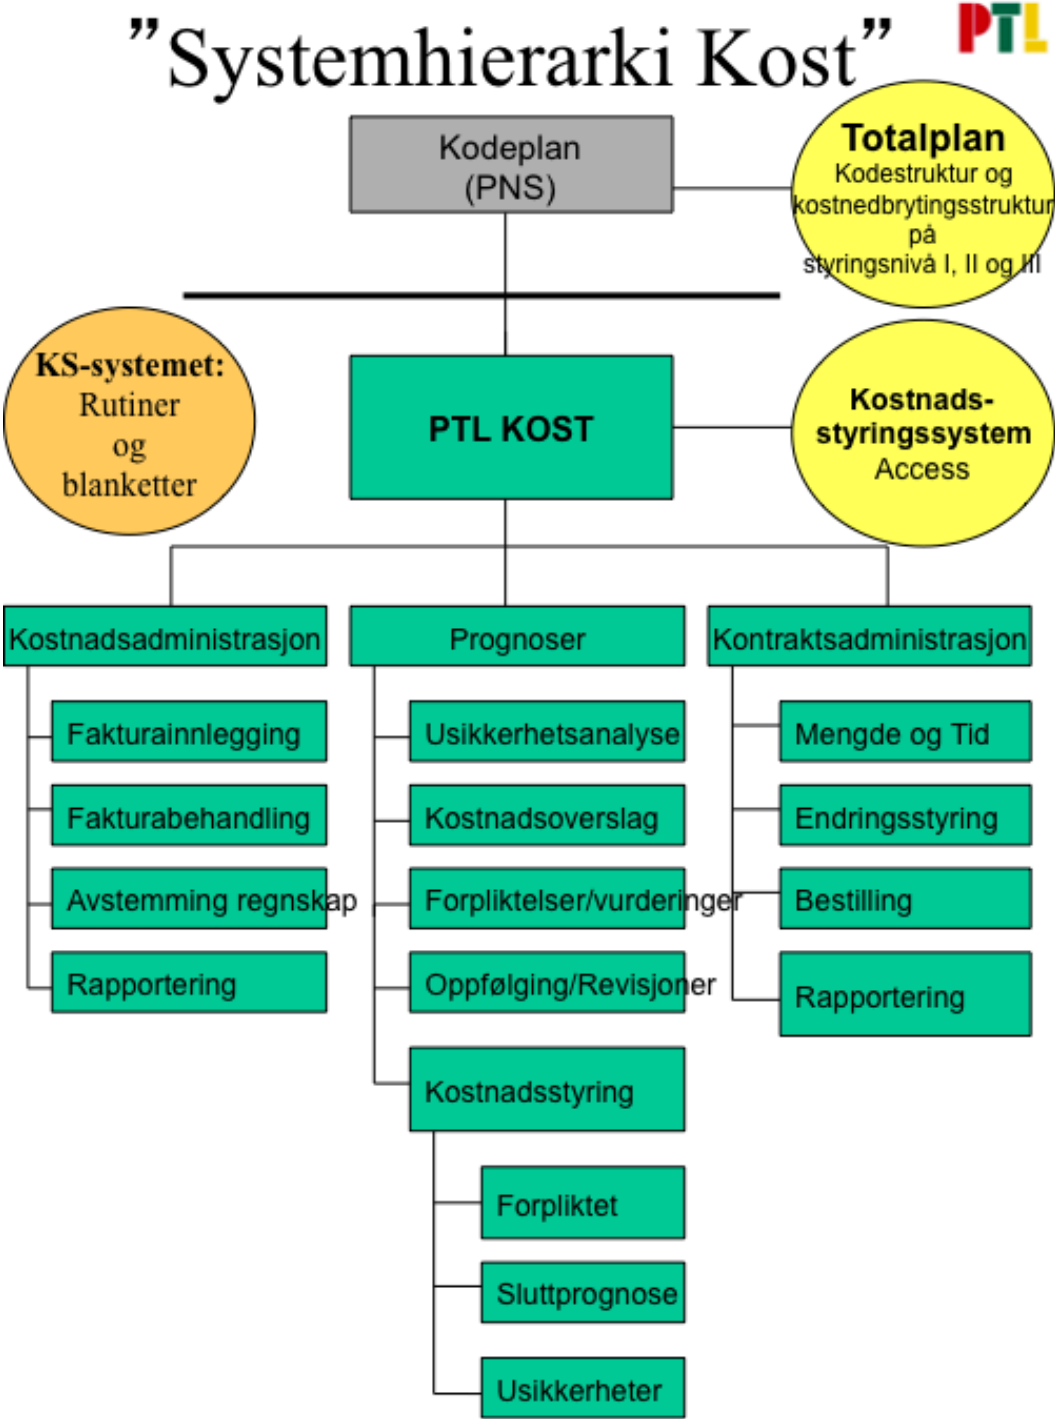 ”Systemhierarki Kost”
PTL
Kodeplan
(PNS)
Totalplan
Kodestruktur og
kostnedbrytingsstruktur
på
styringsnivå I, II og III
KS-systemet:
Rutiner
og
blanketter
PTL KOST
Kostnads-
styringssystem
Access
Kostnadsadministrasjon
Fakturainnlegging
Fakturabehandling
Avstemming regnskap
Rapportering
Prognoser
Usikkerhetsanalyse
Kostnadsoverslag
Forpliktelser/vurderinger
Oppfølging/Revisjoner
Kostnadsstyring
Forpliktet
Sluttprognose
Usikkerheter
Kontraktsadministrasjon
Mengde og Tid
Endringsstyring
Bestilling
Rapportering